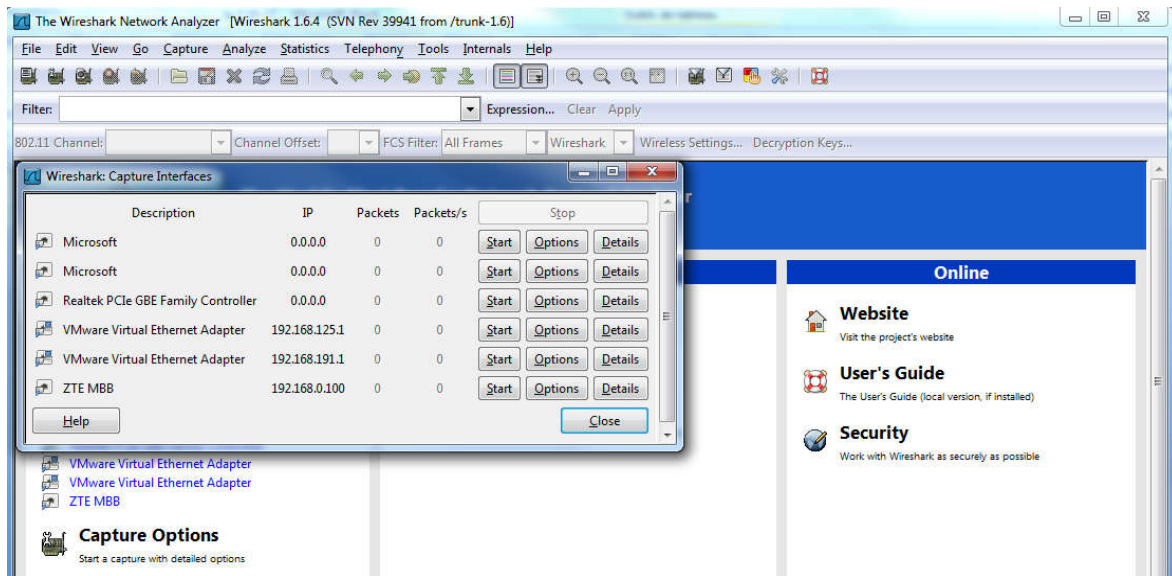 The Wireshark Network Analyzer [Wireshark 1.6.4 (SVN Rev 39941 from /trunk-1.6)]
File Edit View Go Capture Analyze Statistics Telephony Tools Internals Help
Filter: Expression... Clear Apply
802.11 Channel: Channel Offset: FCS Filter: All Frames Wireshark Wireless Settings... Decryption Keys...
Wireshark: Capture Interfaces
Description IP Packets Packets/s Stop
Microsoft 0.0.0.0 0 0 Start Options Details
Microsoft 0.0.0.0 0 0 Start Options Details
Realtek PCIe GBE Family Controller 0.0.0.0 0 0 Start Options Details
VMware Virtual Ethernet Adapter 192.168.125.1 0 0 Start Options Details
VMware Virtual Ethernet Adapter 192.168.191.1 0 0 Start Options Details
ZTE MBB 192.168.0.100 0 0 Start Options Details
Help Close
VMware Virtual Ethernet Adapter
VMware Virtual Ethernet Adapter
ZTE MBB
Capture Options
Start a capture with detailed options
Online
Website
Visit the project's website
User's Guide
The User's Guide (local version, if installed)
Security
Work with Wireshark as securely as possible